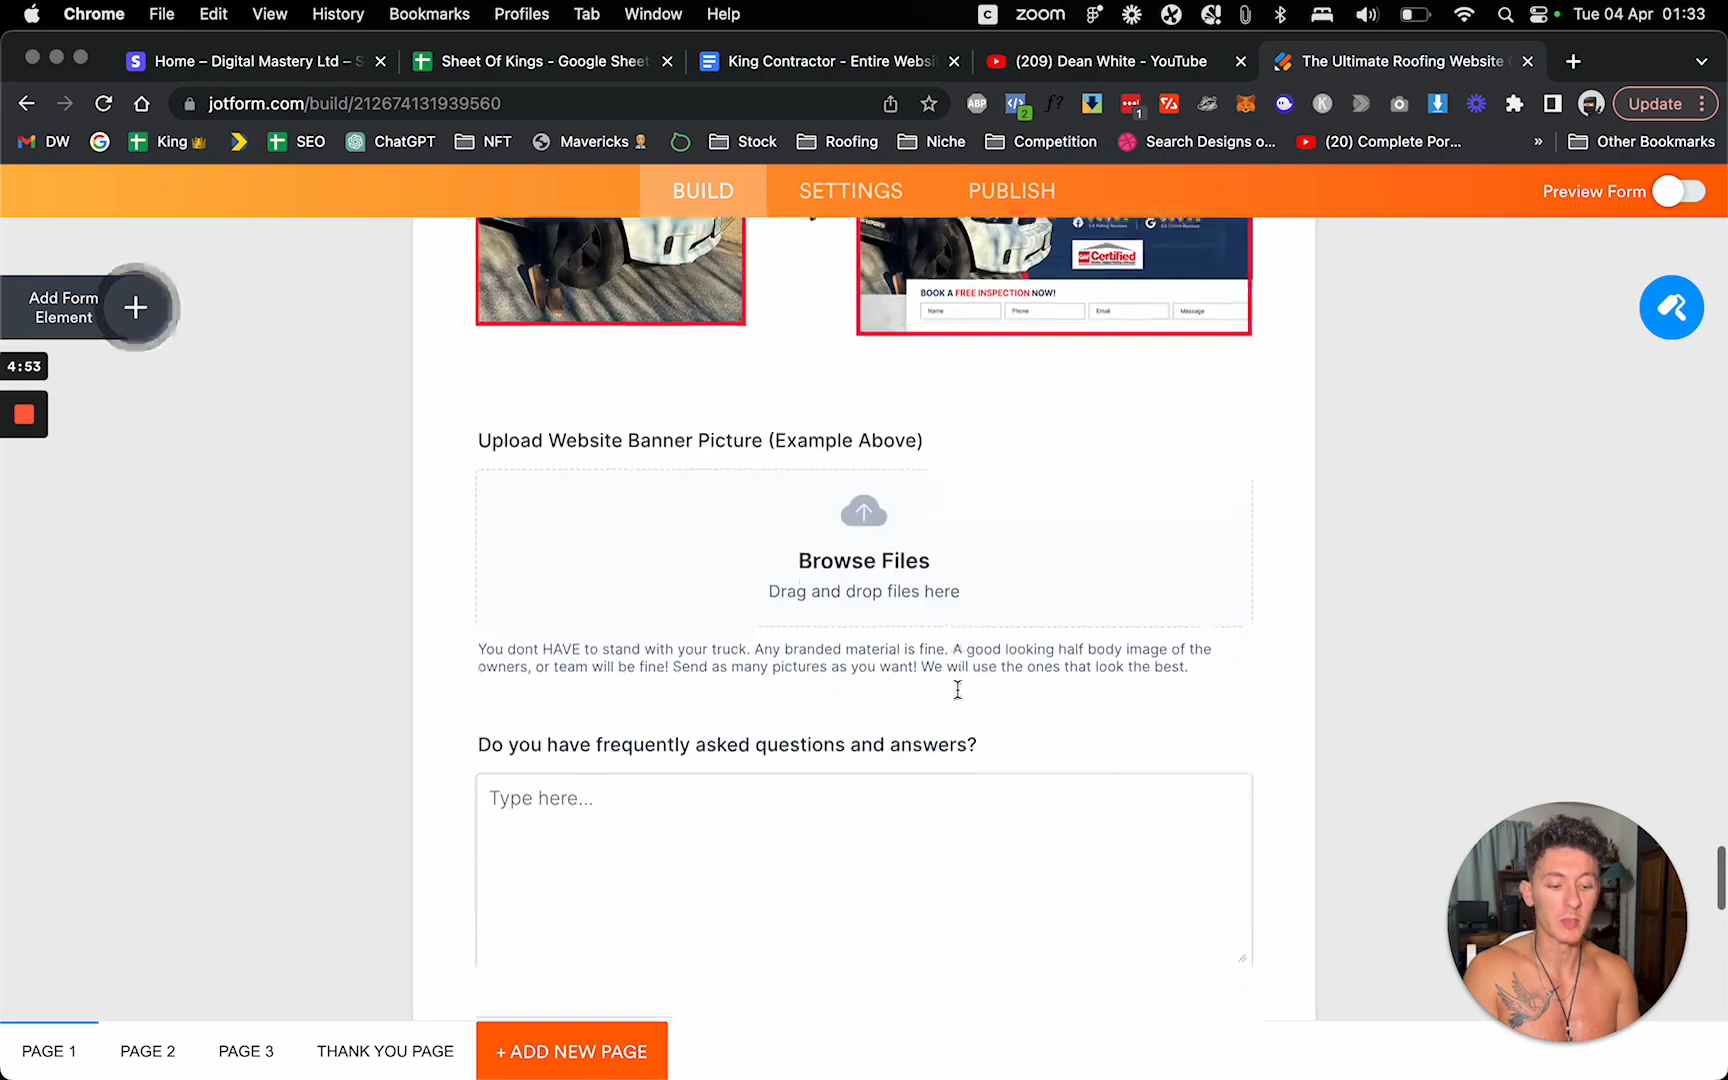 Chrome File Edit View History Bookmarks Profiles Tab Window Help
zoom Tue 04 Apr 01:33
Home – Digital Mastery Ltd – S
Sheet Of Kings - Google Sheet
King Contractor - Entire Websi
(209) Dean White - YouTube
The Ultimate Roofing Website
jotform.com/build/212674131939560
ABP
2
f?
1
K
Update
DW
King
SEO
ChatGPT
NFT
Mavericks
Stock
Roofing
Niche
Competition
Search Designs o...
(20) Complete Por...
»
Other Bookmarks
BUILD
SETTINGS
PUBLISH
Preview Form
Add Form
Element
4:53
GAF Certified
BOOK A FREE INSPECTION NOW!
Name
Phone
Email
Message
Upload Website Banner Picture (Example Above)
Browse Files
Drag and drop files here
You dont HAVE to stand with your truck. Any branded material is fine. A good looking half body image of the
owners, or team will be fine! Send as many pictures as you want! We will use the ones that look the best.
Do you have frequently asked questions and answers?
Type here...
PAGE 1
PAGE 2
PAGE 3
THANK YOU PAGE
+ ADD NEW PAGE